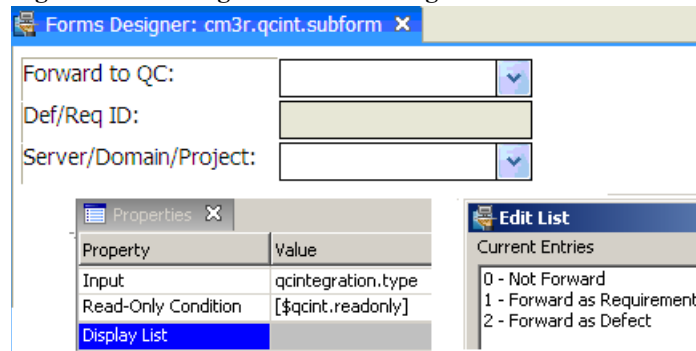 Forms Designer: cm3r.qcint.subform
Forward to QC:
Def/Req ID:
Server/Domain/Project:
Properties
Property Value
Input qcintegration.type
Read-Only Condition [$qcint.readonly]
Display List
Edit List
Current Entries
0 - Not Forward
1 - Forward as Requirement
2 - Forward as Defect